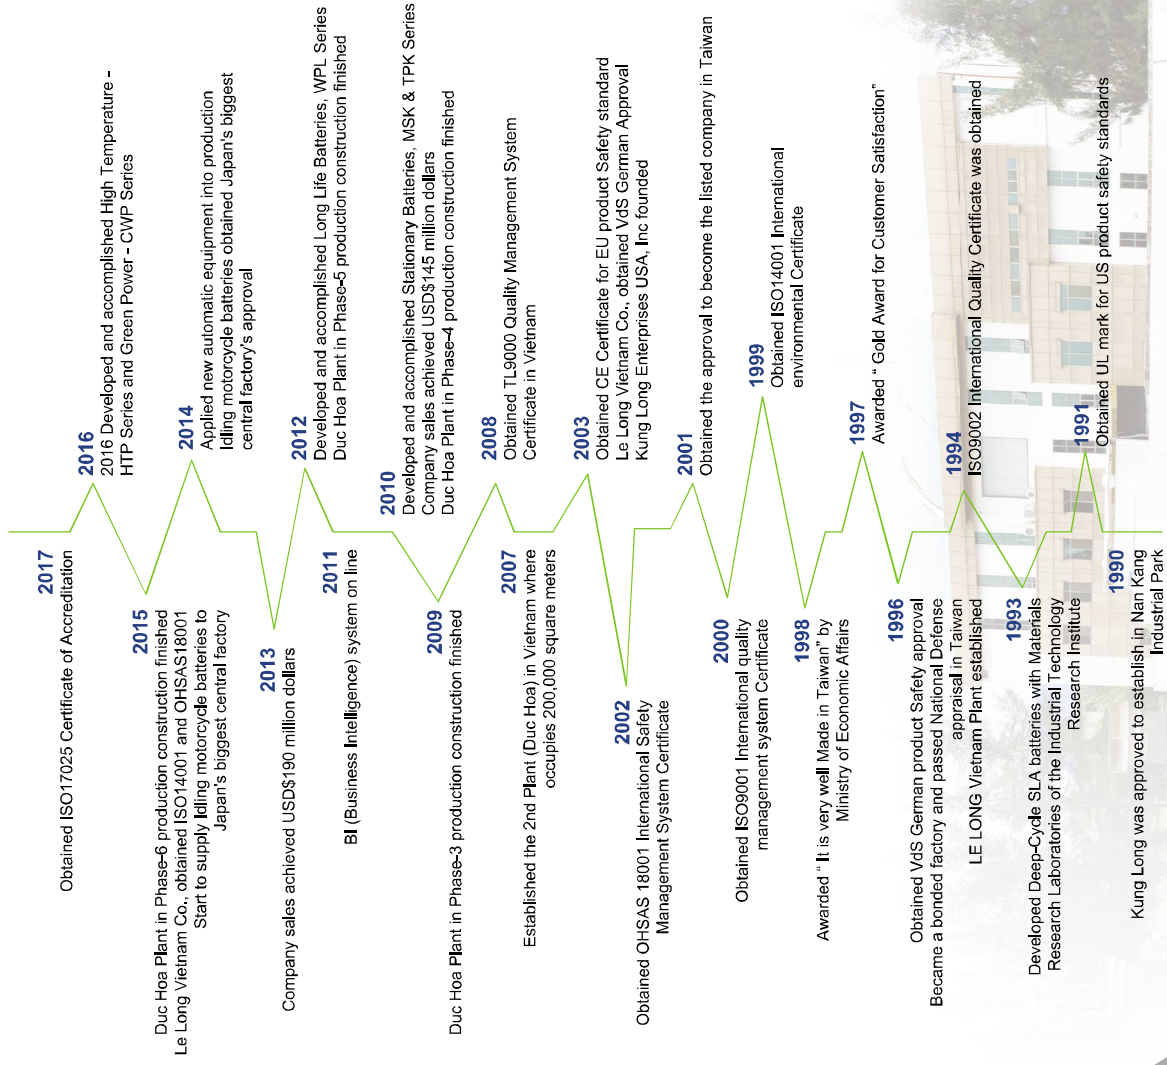 2017
Obtained ISO17025 Certificate of Accreditation
2016
2016 Developed and accomplished High Temperature –
HTP Series and Green Power – CWP Series
2015
Duc Hoa Plant in Phase-6 production construction finished
Le Long Vietnam Co., obtained ISO14001 and OHSAS18001
Start to supply Idling motorcycle batteries to
Japan's biggest central factory
2014
Applied new automatic equipment into production
Idling motorcycle batteries obtained Japan's biggest
central factory's approval
2013
Company sales achieved USD$190 million dollars
2012
Developed and accomplished Long Life Batteries, WPL Series
Duc Hoa Plant in Phase-5 production construction finished
2011
BI (Business Intelligence) system on line
2010
Developed and accomplished Stationary Batteries, MSK & TPK Series
Company sales achieved USD$145 million dollars
Duc Hoa Plant in Phase-4 production construction finished
2009
Duc Hoa Plant in Phase-3 production construction finished
2008
Obtained TL9000 Quality Management System
Certificate in Vietnam
2007
Established the 2nd Plant (Duc Hoa) in Vietnam where
occupies 200,000 square meters
2003
Obtained CE Certificate for EU product Safety standard
Le Long Vietnam Co., obtained VdS German Approval
Kung Long Enterprises USA, Inc founded
2002
Obtained OHSAS 18001 International Safety
Management System Certificate
2001
Obtained the approval to become the listed company in Taiwan
2000
Obtained ISO9001 International quality
management system Certificate
1999
Obtained ISO14001 International
environmental Certificate
1998
Awarded “ It is very well Made in Taiwan” by
Ministry of Economic Affairs
1997
Awarded “ Gold Award for Customer Satisfaction”
1996
Obtained VdS German product Safety approval
Became a bonded factory and passed National Defense
appraisal in Taiwan
LE LONG Vietnam Plant established
1994
ISO9002 International Quality Certificate was obtained
1993
Developed Deep-Cycle SLA batteries with Materials
Research Laboratories of the Industrial Technology
Research Institute
1991
Obtained UL mark for US product safety standards
1990
Kung Long was approved to establish in Nan Kang
Industrial Park